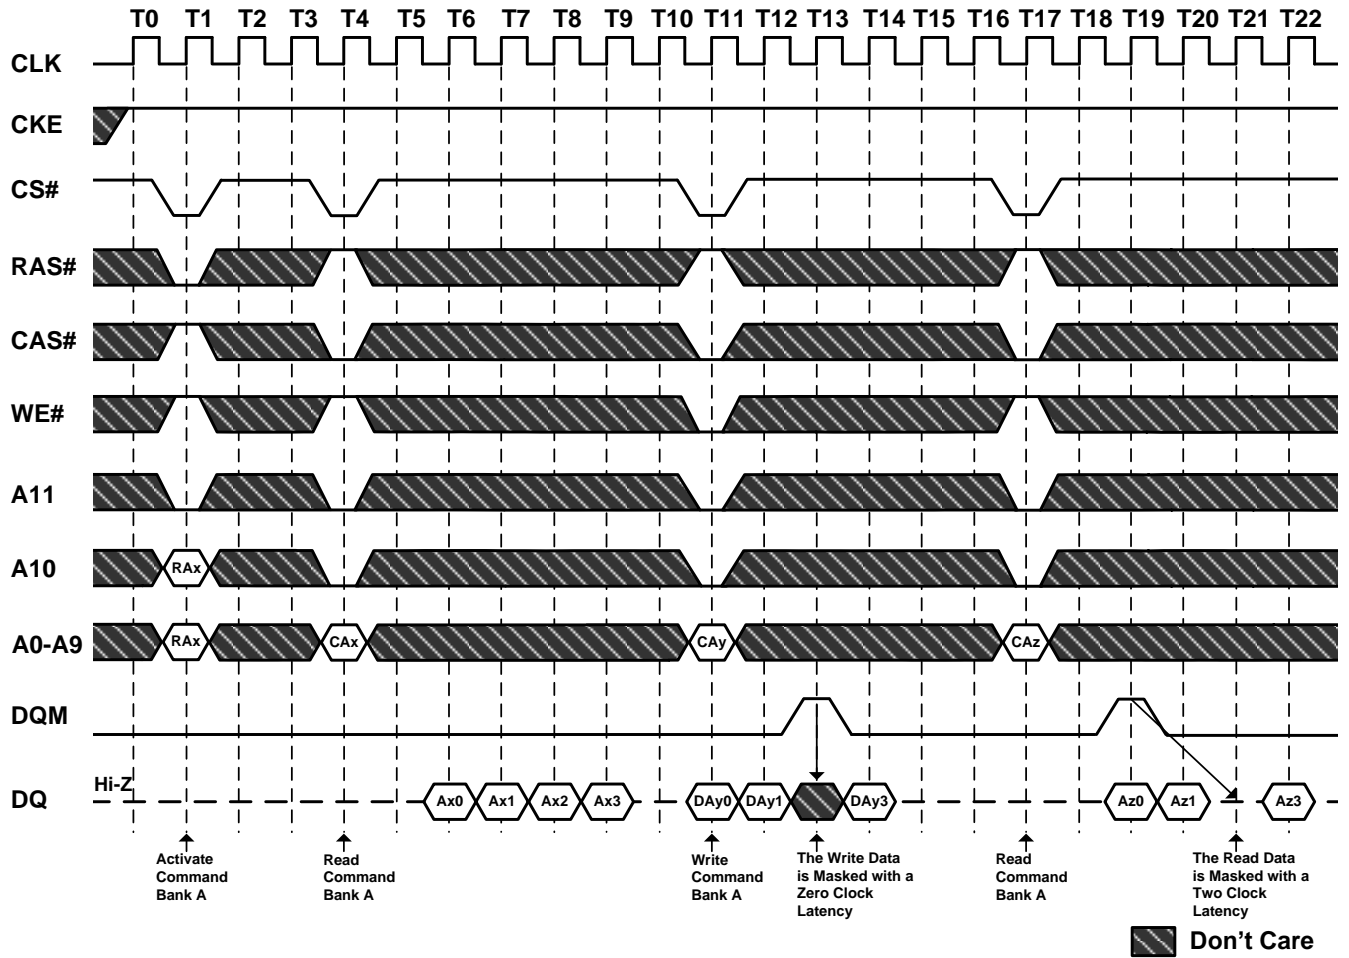 T0 T1 T2 T3 T4 T5 T6 T7 T8 T9 T10 T11 T12 T13 T14 T15 T16 T17 T18 T19 T20 T21 T22
CLK
CKE
CS#
RAS#
CAS#
WE#
A11
A10 RAx
A0-A9 RAx CAx CAy CAz
DQM
DQ Hi-Z Ax0 Ax1 Ax2 Ax3 DAy0 DAy1 DAy3 Az0 Az1 Az3
Activate
Command
Bank A
Read
Command
Bank A
Write
Command
Bank A
The Write Data
is Masked with a
Zero Clock
Latency
Read
Command
Bank A
The Read Data
is Masked with a
Two Clock
Latency
Don't Care